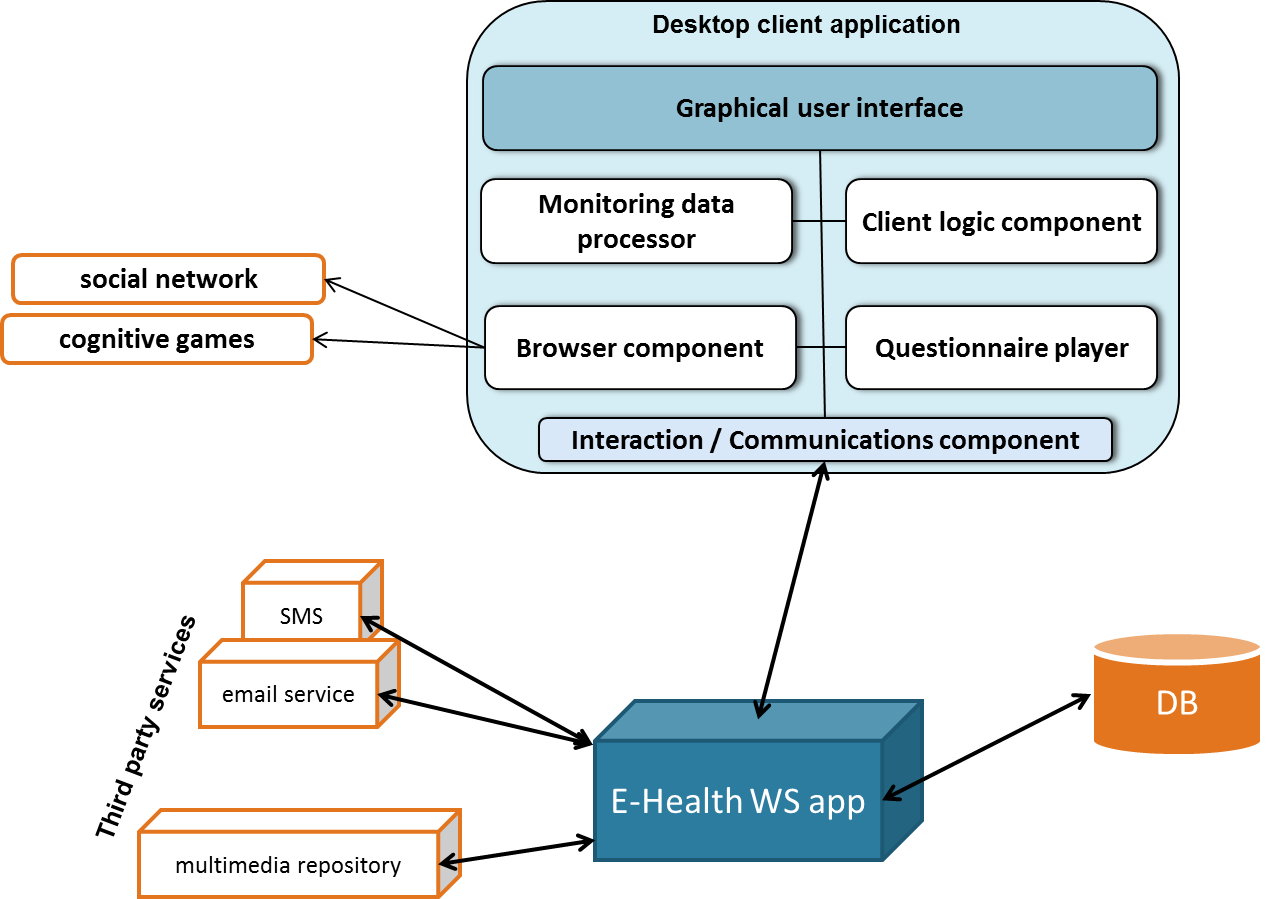 Desktop client application
Graphical user interface
Monitoring data
processor
Client logic component
social network
cognitive games
Browser component
Questionnaire player
Interaction / Communications component
SMS
email service
Third party services
DB
E-Health WS app
multimedia repository